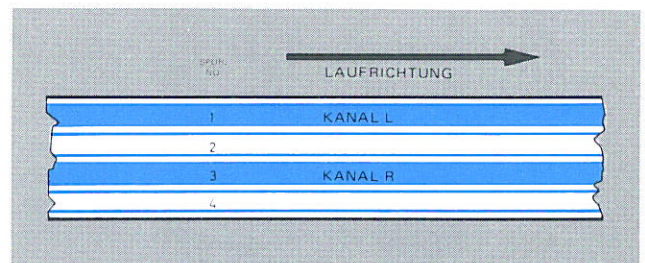 SPUR.
NO
LAUFRICHTUNG
1 KANAL L
2
3 KANAL R
4